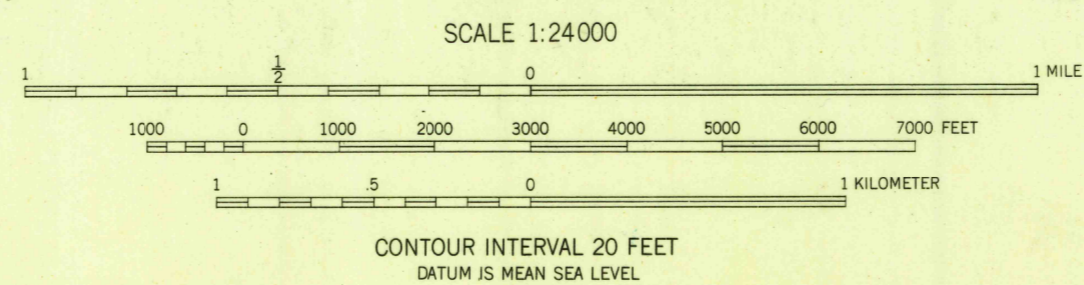 SCALE 1:24000
1 1/2 0 1 MILE
1000 0 1000 2000 3000 4000 5000 6000 7000 FEET
1 .5 0 1 KILOMETER
CONTOUR INTERVAL 20 FEET
DATUM IS MEAN SEA LEVEL